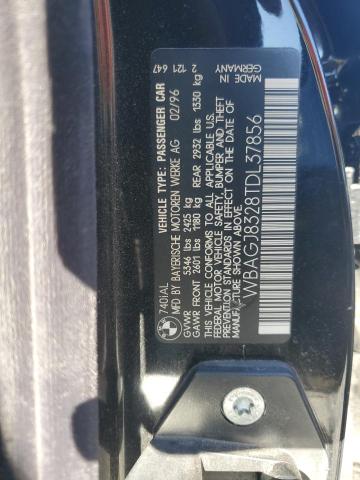 740iAL VEHICLE TYPE: PASSENGER CAR
MFD BY BAYERISCHE MOTOREN WERKE AG 02/96
GVWR 5346 lbs 2425 kg
GAWR FRONT 2601 lbs 1180 kg REAR 2932 lbs 1330 kg
THIS VEHICLE CONFORMS TO ALL APPLICABLE U.S.
FEDERAL MOTOR VEHICLE SAFETY, BUMPER AND THEFT
PREVENTION STANDARDS IN EFFECT ON THE DATE OF
MANUFACTURE SHOWN ABOVE.
WBAGJ8328TDL37856
2 121 647
GERMANY